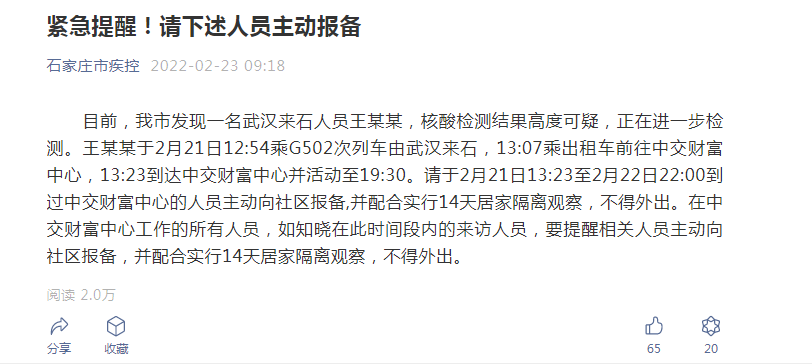 紧急提醒！请下述人员主动报备
石家庄市疾控 2022-02-23 09:18
目前，我市发现一名武汉来石人员王某某，核酸检测结果高度可疑，正在进一步检
测。王某某于2月21日12:54乘G502次列车由武汉来石，13:07乘出租车前往中交财富
中心，13:23到达中交财富中心并活动至19:30。请于2月21日13:23至2月22日22:00到
过中交财富中心的人员主动向社区报备,并配合实行14天居家隔离观察，不得外出。在中
交财富中心工作的所有人员，如知晓在此时间段内的来访人员，要提醒相关人员主动向
社区报备，并配合实行14天居家隔离观察，不得外出。
阅读 2.0万
分享 收藏 65 20